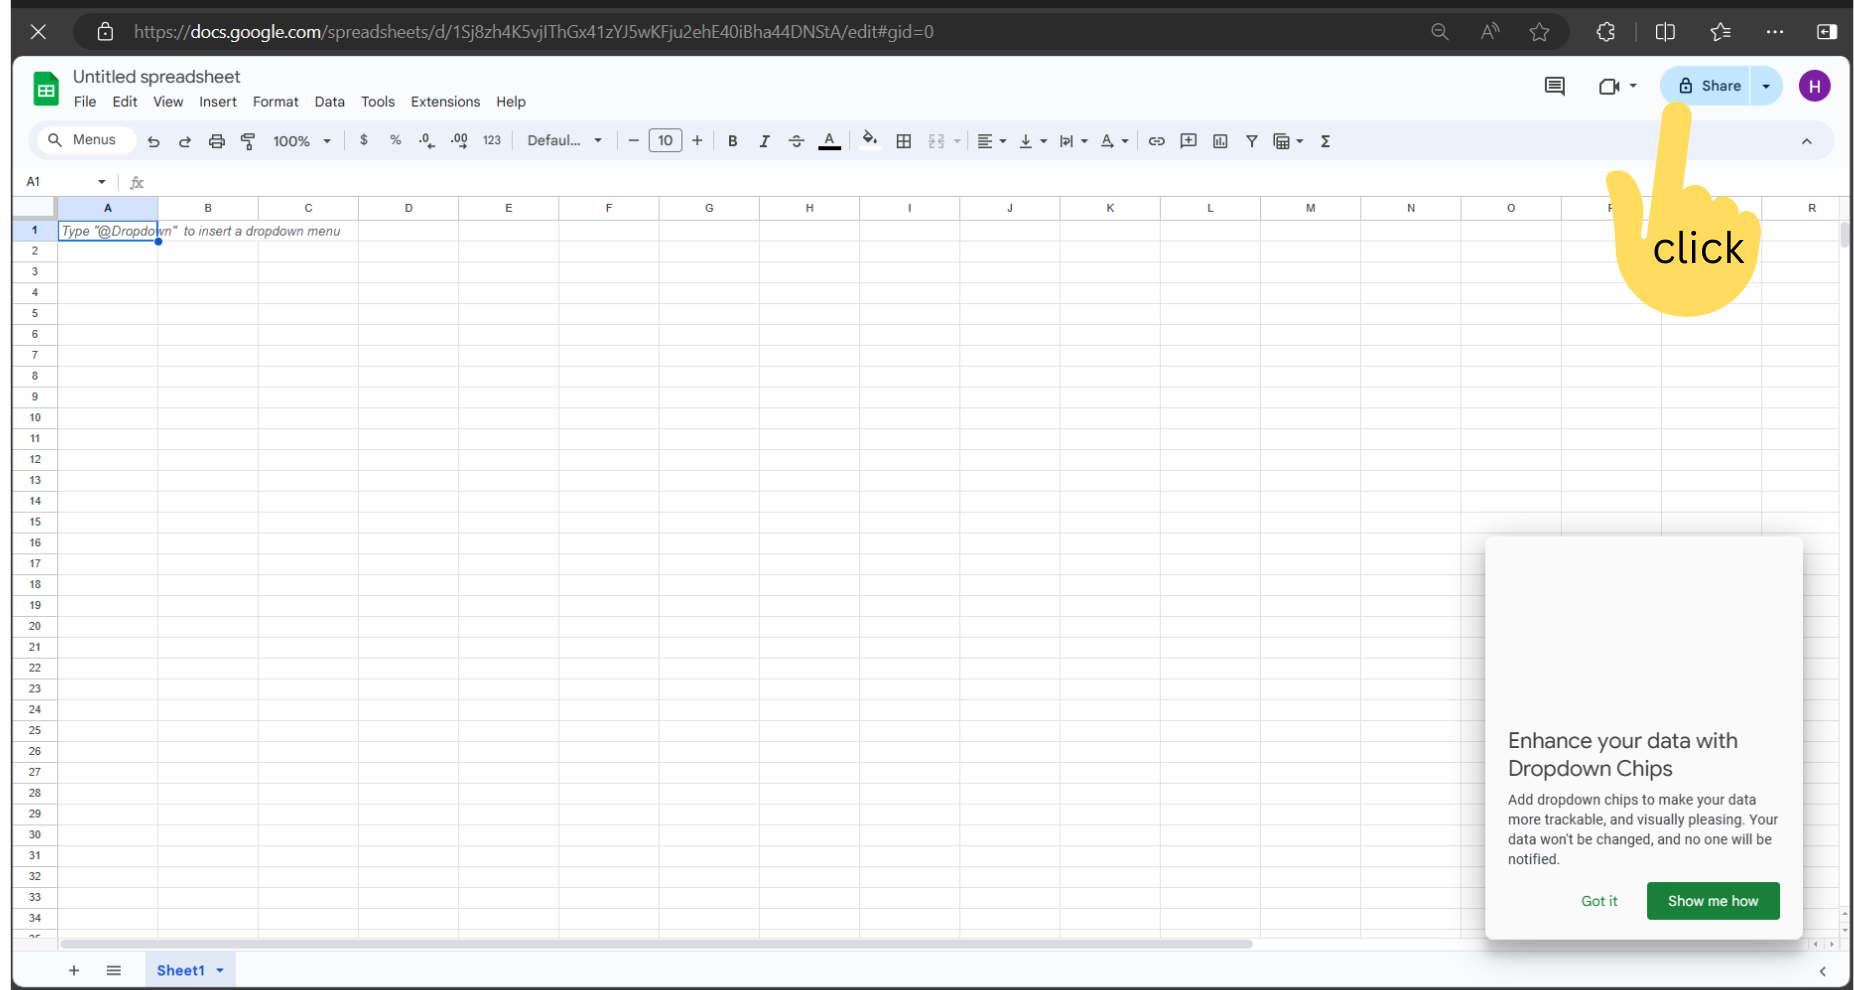 https://docs.google.com/spreadsheets/d/1Sj8zh4K5vjIThGx41zYJ5wKFju2ehE40iBha44DNStA/edit#gid=0
Untitled spreadsheet
File Edit View Insert Format Data Tools Extensions Help
Share
H
Menus 100% $ % .0 .00 123 Defaul... 10 B I A A Σ
A1 fx
A B C D E F G H I J K L M N O R
1 Type "@Dropdown" to insert a dropdown menu
click
2
3
4
5
6
7
8
9
10
11
12
13
14
15
16
17
18
19
20
21
22
23
24
25
26
27
28
29
30
31
32
33
34
Enhance your data with
Dropdown Chips
Add dropdown chips to make your data
more trackable, and visually pleasing. Your
data won't be changed, and no one will be
notified.
Got it Show me how
Sheet1